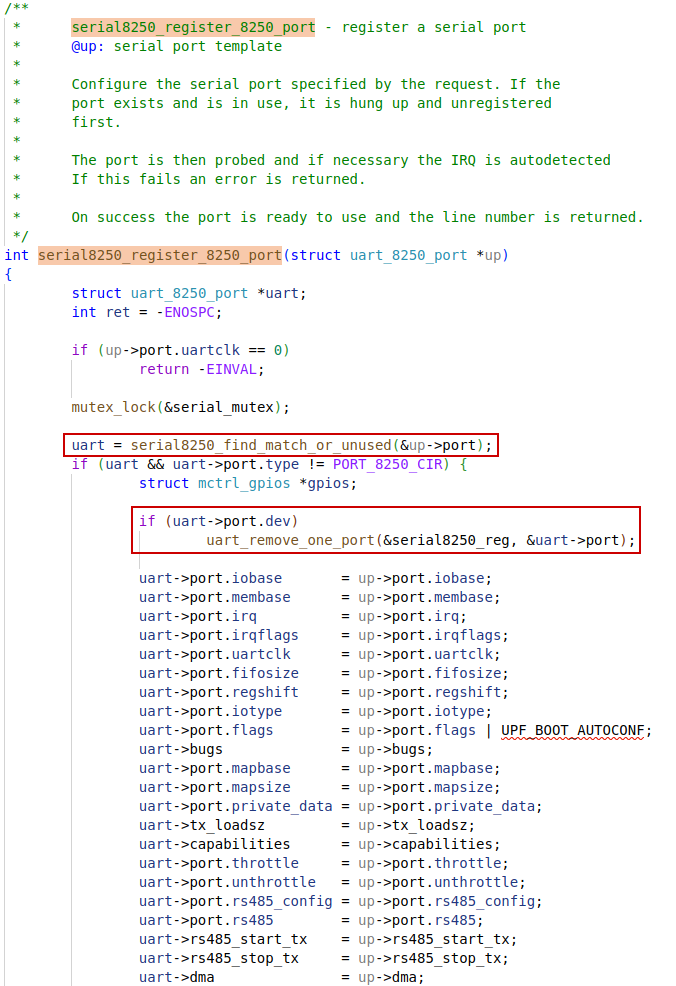 /**
 *      serial8250_register_8250_port - register a serial port
 *      @up: serial port template
 *
 *      Configure the serial port specified by the request. If the
 *      port exists and is in use, it is hung up and unregistered
 *      first.
 *
 *      The port is then probed and if necessary the IRQ is autodetected
 *      If this fails an error is returned.
 *
 *      On success the port is ready to use and the line number is returned.
 */
int serial8250_register_8250_port(struct uart_8250_port *up)
{
        struct uart_8250_port *uart;
        int ret = -ENOSPC;

        if (up->port.uartclk == 0)
                return -EINVAL;

        mutex_lock(&serial_mutex);

        uart = serial8250_find_match_or_unused(&up->port);
        if (uart && uart->port.type != PORT_8250_CIR) {
                struct mctrl_gpios *gpios;

                if (uart->port.dev)
                        uart_remove_one_port(&serial8250_reg, &uart->port);

                uart->port.iobase       = up->port.iobase;
                uart->port.membase      = up->port.membase;
                uart->port.irq          = up->port.irq;
                uart->port.irqflags     = up->port.irqflags;
                uart->port.uartclk      = up->port.uartclk;
                uart->port.fifosize     = up->port.fifosize;
                uart->port.regshift     = up->port.regshift;
                uart->port.iotype       = up->port.iotype;
                uart->port.flags        = up->port.flags | UPF_BOOT_AUTOCONF;
                uart->bugs              = up->bugs;
                uart->port.mapbase      = up->port.mapbase;
                uart->port.mapsize      = up->port.mapsize;
                uart->port.private_data = up->port.private_data;
                uart->tx_loadsz         = up->tx_loadsz;
                uart->capabilities      = up->capabilities;
                uart->port.throttle     = up->port.throttle;
                uart->port.unthrottle   = up->port.unthrottle;
                uart->port.rs485_config = up->port.rs485_config;
                uart->port.rs485        = up->port.rs485;
                uart->rs485_start_tx    = up->rs485_start_tx;
                uart->rs485_stop_tx     = up->rs485_stop_tx;
                uart->dma               = up->dma;